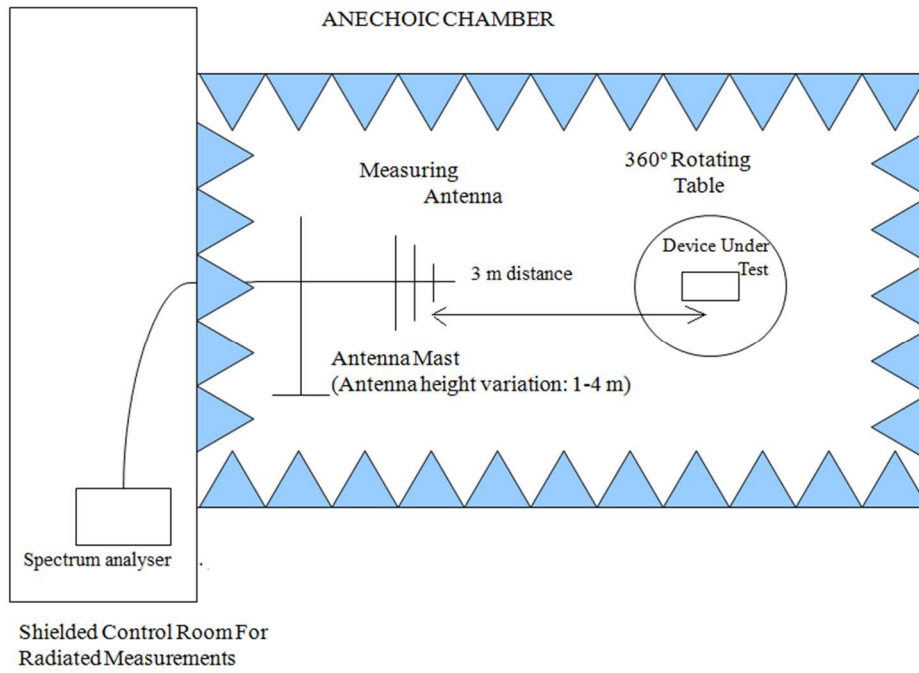 ANECHOIC CHAMBER
360º Rotating
Table
Measuring
Antenna
Device Under
Test
3 m distance
Antenna Mast
(Antenna height variation: 1-4 m)
Spectrum analyser
Shielded Control Room For
Radiated Measurements